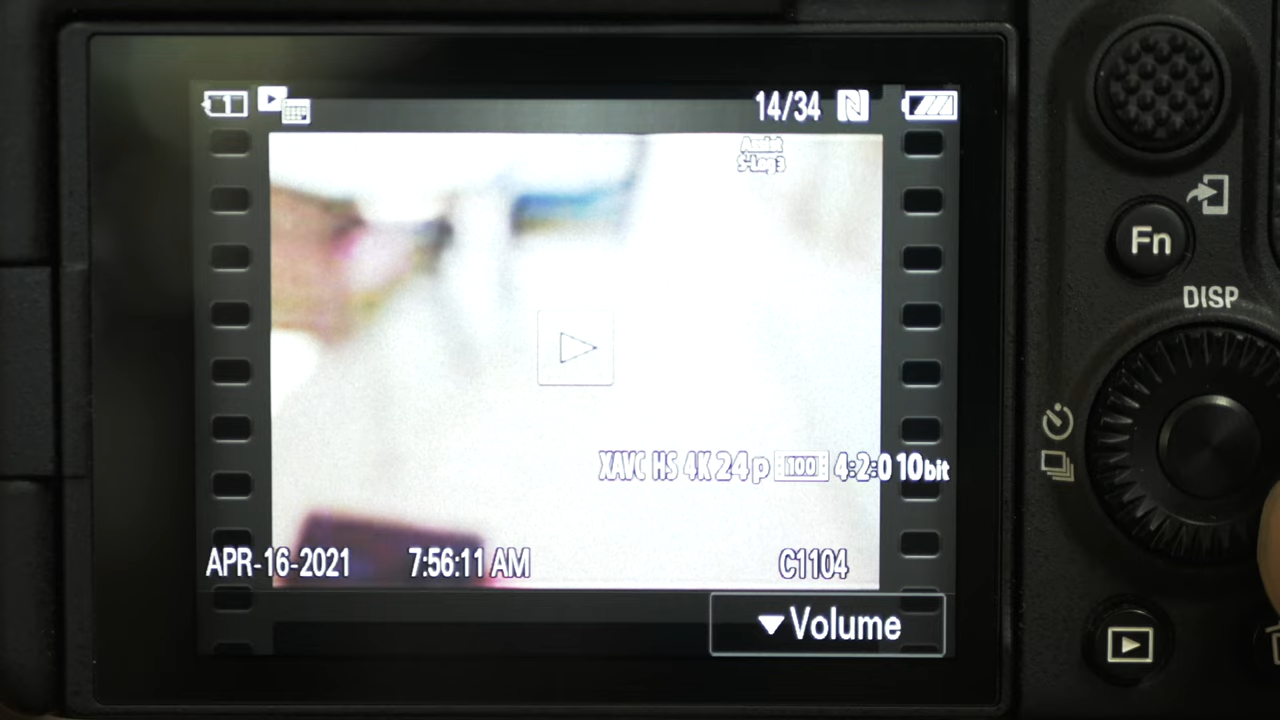 1
14/34
Assist
S-Log3
Fn
DISP
XAVC HS 4K 24p 100 4:2:0 10bit
APR-16-2021 7:56:11 AM C1104
Volume